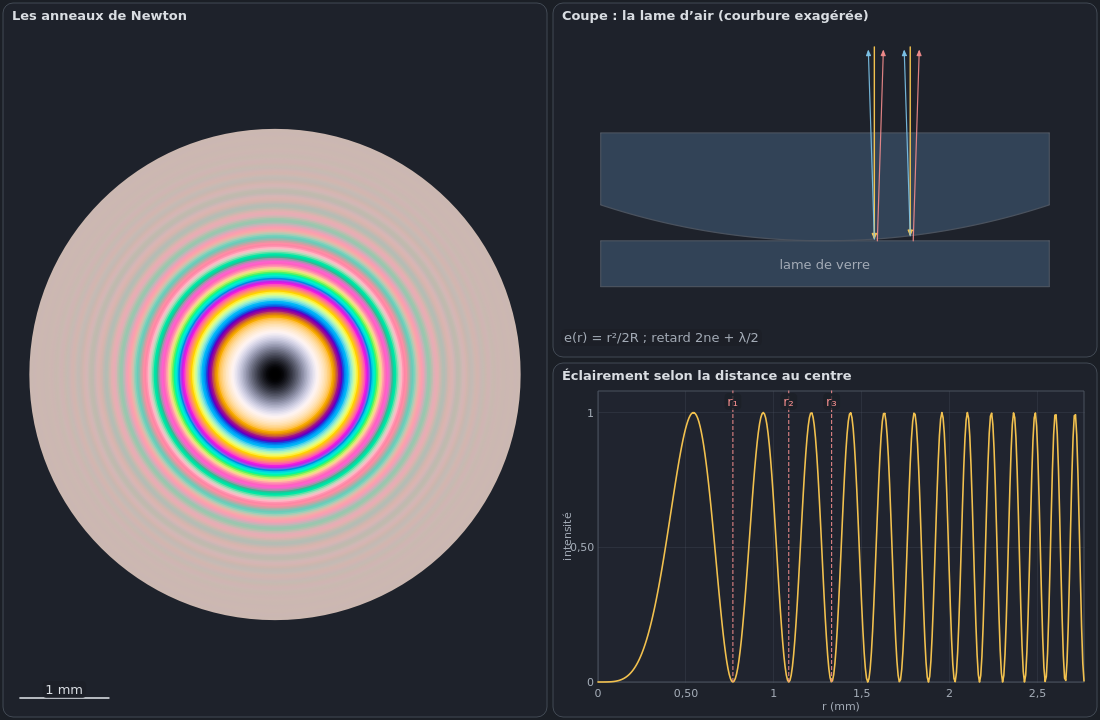 Les anneaux de Newton
1 mm
Coupe : la lame d’air (courbure exagérée)
lame de verre
e(r) = r²/2R ; retard 2ne + λ/2
Éclairement selon la distance au centre
r₁ r₂ r₃
1
0,50
0
intensité
0 0,50 1 1,5 2 2,5
r (mm)